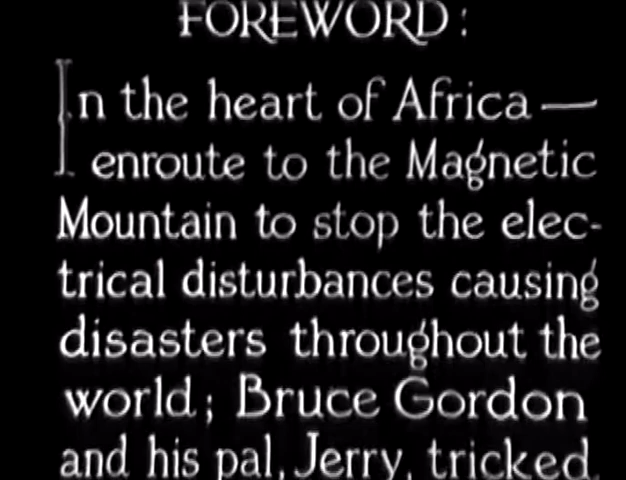 FOREWORD:
In the heart of Africa—
enroute to the Magnetic
Mountain to stop the elec-
trical disturbances causing
disasters throughout the
world; Bruce Gordon
and his pal, Jerry, tricked